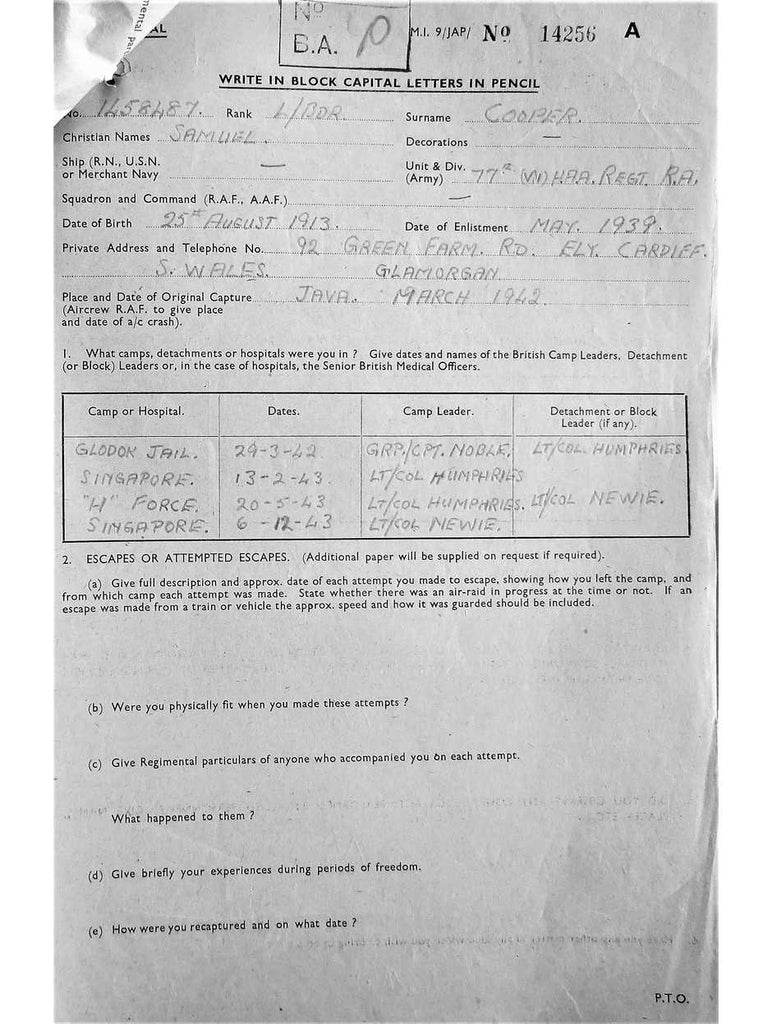 mental par
AL
No
B.A.
M.I. 9/JAP/ No 14256 A
WRITE IN BLOCK CAPITAL LETTERS IN PENCIL
No. 1458487. Rank L/BDR Surname COOPER.
Christian Names SAMUEL. Decorations —
Ship (R.N., U.S.N. or Merchant Navy — Unit & Div. (Army) 77th (W) H.A.A. REGT. R.A.
Squadron and Command (R.A.F., A.A.F.) —
Date of Birth 25th AUGUST 1913. Date of Enlistment MAY. 1939.
Private Address and Telephone No. 92 GREEN FARM. RD. ELY. CARDIFF.
S. WALES. GLAMORGAN
Place and Date of Original Capture JAVA. MARCH 1942.
(Aircrew R.A.F. to give place
and date of a/c crash).
1. What camps, detachments or hospitals were you in ? Give dates and names of the British Camp Leaders, Detachment
(or Block) Leaders or, in the case of hospitals, the Senior British Medical Officers.
Camp or Hospital. Dates. Camp Leader. Detachment or Block Leader (if any).
GLODOK JAIL. 29-3-42 GRP/CPT. NOBLE. LT/COL. HUMPHRIES
SINGAPORE. 13-2-43. LT/COL HUMPHRIES
"H" FORCE. 20-5-43 LT/COL HUMPHRIES. LT/COL NEWIE.
SINGAPORE. 6-12-43 LT/COL NEWIE.
2. ESCAPES OR ATTEMPTED ESCAPES. (Additional paper will be supplied on request if required).
(a) Give full description and approx. date of each attempt you made to escape, showing how you left the camp, and
from which camp each attempt was made. State whether there was an air-raid in progress at the time or not. If an
escape was made from a train or vehicle the approx. speed and how it was guarded should be included.
(b) Were you physically fit when you made these attempts ?
(c) Give Regimental particulars of anyone who accompanied you on each attempt.
What happened to them ?
(d) Give briefly your experiences during periods of freedom.
(e) How were you recaptured and on what date ?
P.T.O.